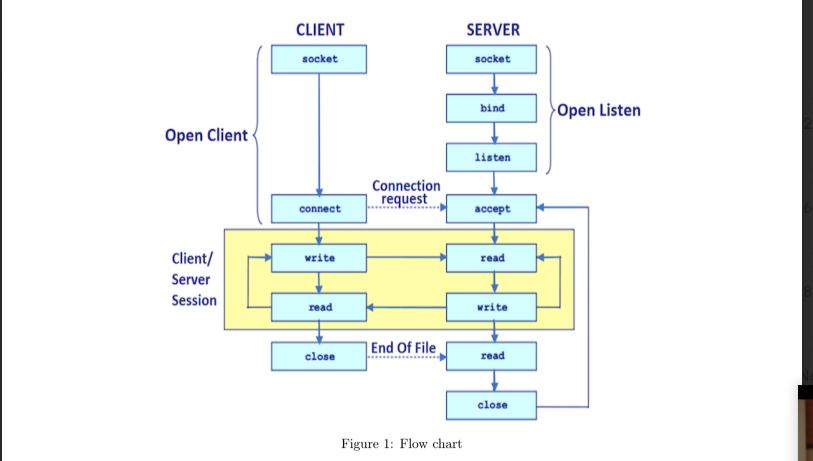 CLIENT
SERVER
socket
socket
bind
Open Client
Open Listen
listen
Connection
request
connect
accept
Client/
Server
Session
write
read
read
write
close
End Of File
read
close
Figure 1: Flow chart